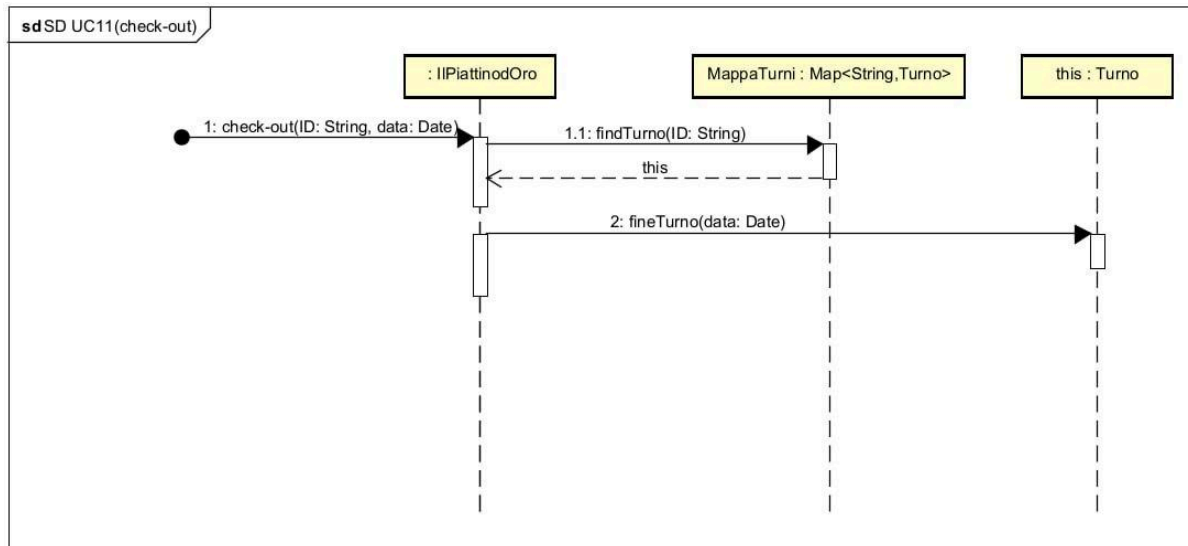 sd SD UC11(check-out)
: IlPiattinodOro
MappaTurni : Map<String,Turno>
this : Turno
1: check-out(ID: String, data: Date)
1.1: findTurno(ID: String)
this
2: fineTurno(data: Date)